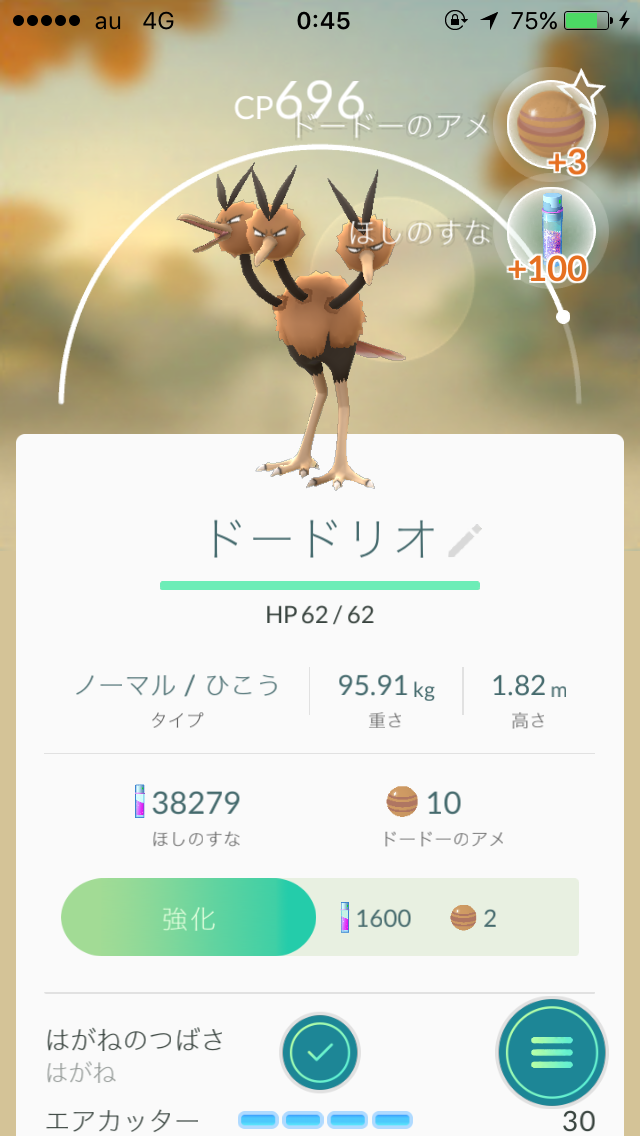 au 4G 0:45 75%
CP696
ドードーのアメ
+3
ほしのすな
+100
ドードリオ
HP 62 / 62
ノーマル / ひこう 95.91 kg 1.82 m
タイプ 重さ 高さ
38279 10
ほしのすな ドードーのアメ
強化 1600 2
はがねのつばさ
はがね
エアカッター 30